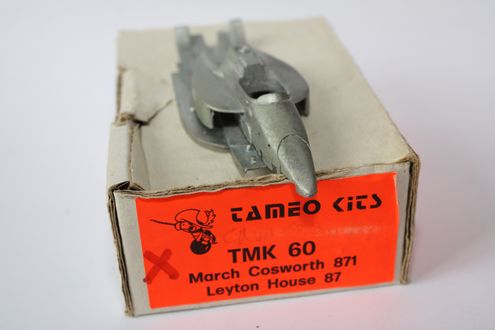 TAMEO KITS
TMK 60
March Cosworth 871
Leyton House 87